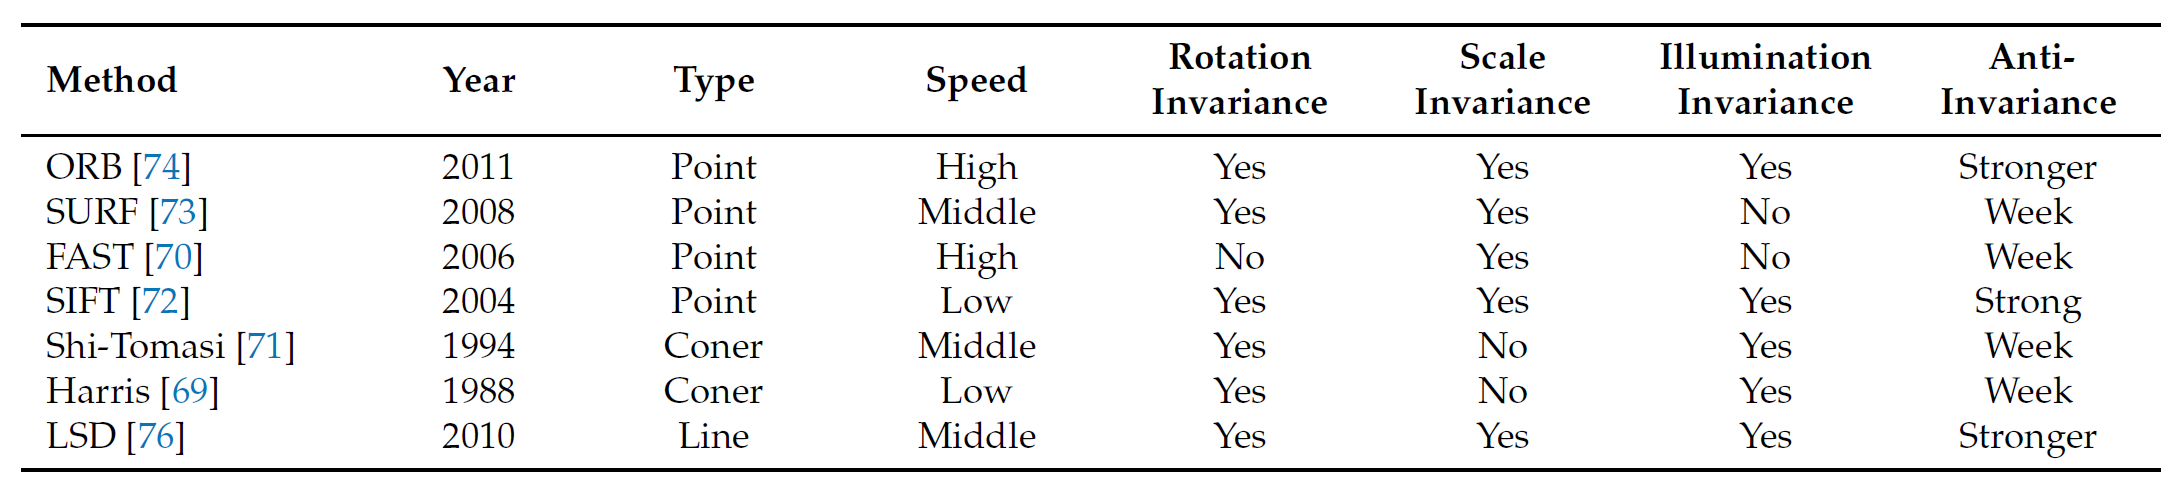 Method Year Type Speed Rotation Invariance Scale Invariance Illumination Invariance Anti-Invariance
ORB [74] 2011 Point High Yes Yes Yes Stronger
SURF [73] 2008 Point Middle Yes Yes No Week
FAST [70] 2006 Point High No Yes No Week
SIFT [72] 2004 Point Low Yes Yes Yes Strong
Shi-Tomasi [71] 1994 Coner Middle Yes No Yes Week
Harris [69] 1988 Coner Low Yes No Yes Week
LSD [76] 2010 Line Middle Yes Yes Yes Stronger